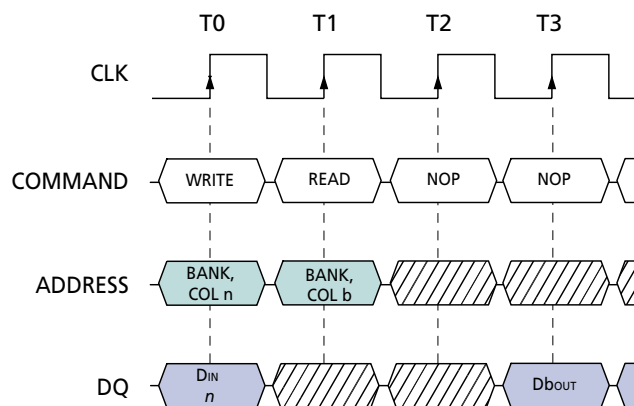 T0 T1 T2 T3
CLK
COMMAND WRITE READ NOP NOP
ADDRESS BANK, COL n BANK, COL b
DQ DIN n DbOUT